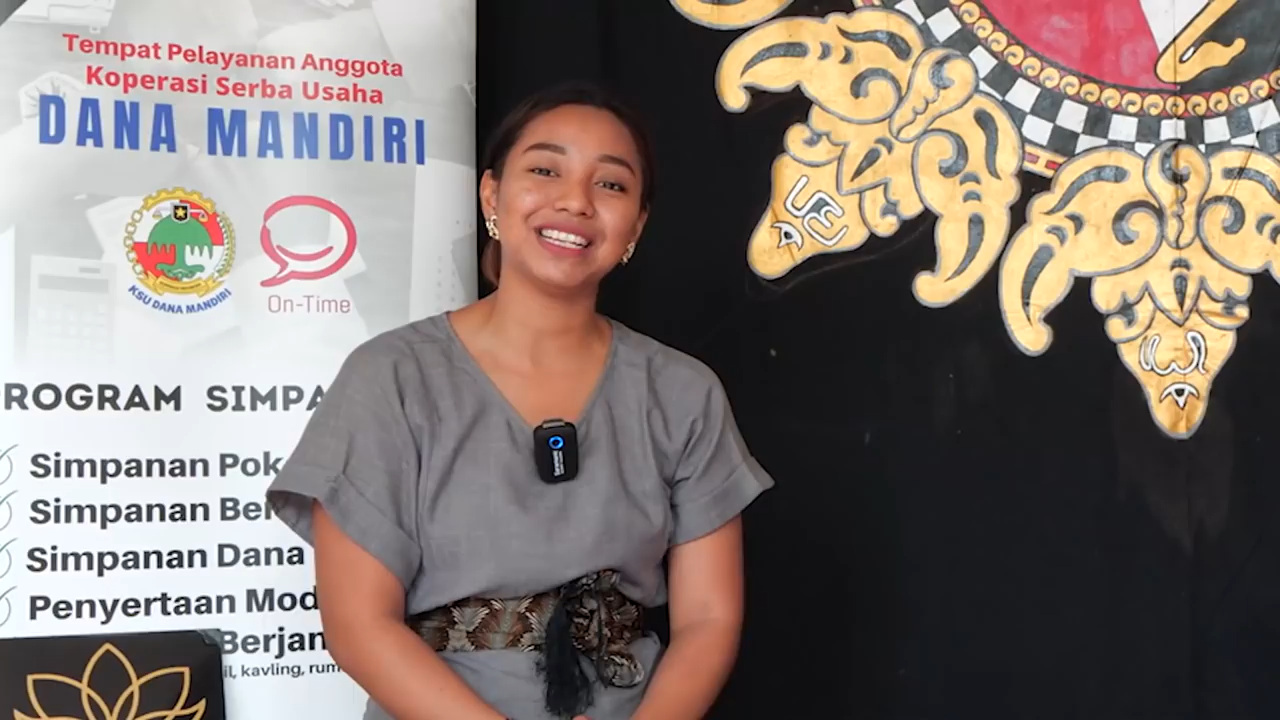 Tempat Pelayanan Anggota
Koperasi Serba Usaha
DANA MANDIRI
KSU DANA MANDIRI
On-Time
ROGRAM SIMPA
Simpanan Pok
Simpanan Ber
Simpanan Dana
Penyertaan Mod
Berjan
il, kavling, rum